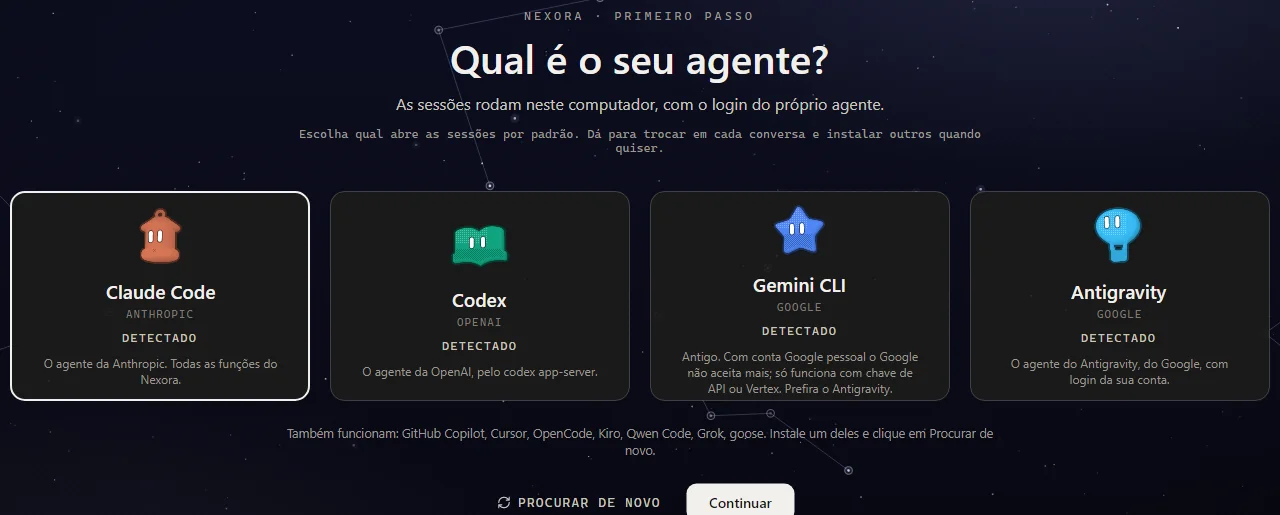 NEXORA · PRIMEIRO PASSO
Qual é o seu agente?
As sessões rodam neste computador, com o login do próprio agente.
Escolha qual abre as sessões por padrão. Dá para trocar em cada conversa e instalar outros quando
quiser.
Claude Code
ANTHROPIC
DETECTADO
O agente da Anthropic. Todas as funções do
Nexora.
Codex
OPENAI
DETECTADO
O agente da OpenAI, pelo codex app-server.
Gemini CLI
GOOGLE
DETECTADO
Antigo. Com conta Google pessoal o Google
não aceita mais; só funciona com chave de
API ou Vertex. Prefira o Antigravity.
Antigravity
GOOGLE
DETECTADO
O agente do Antigravity, do Google, com
login da sua conta.
Também funcionam: GitHub Copilot, Cursor, OpenCode, Kiro, Qwen Code, Grok, goose. Instale um deles e clique em Procurar de
novo.
PROCURAR DE NOVO
Continuar